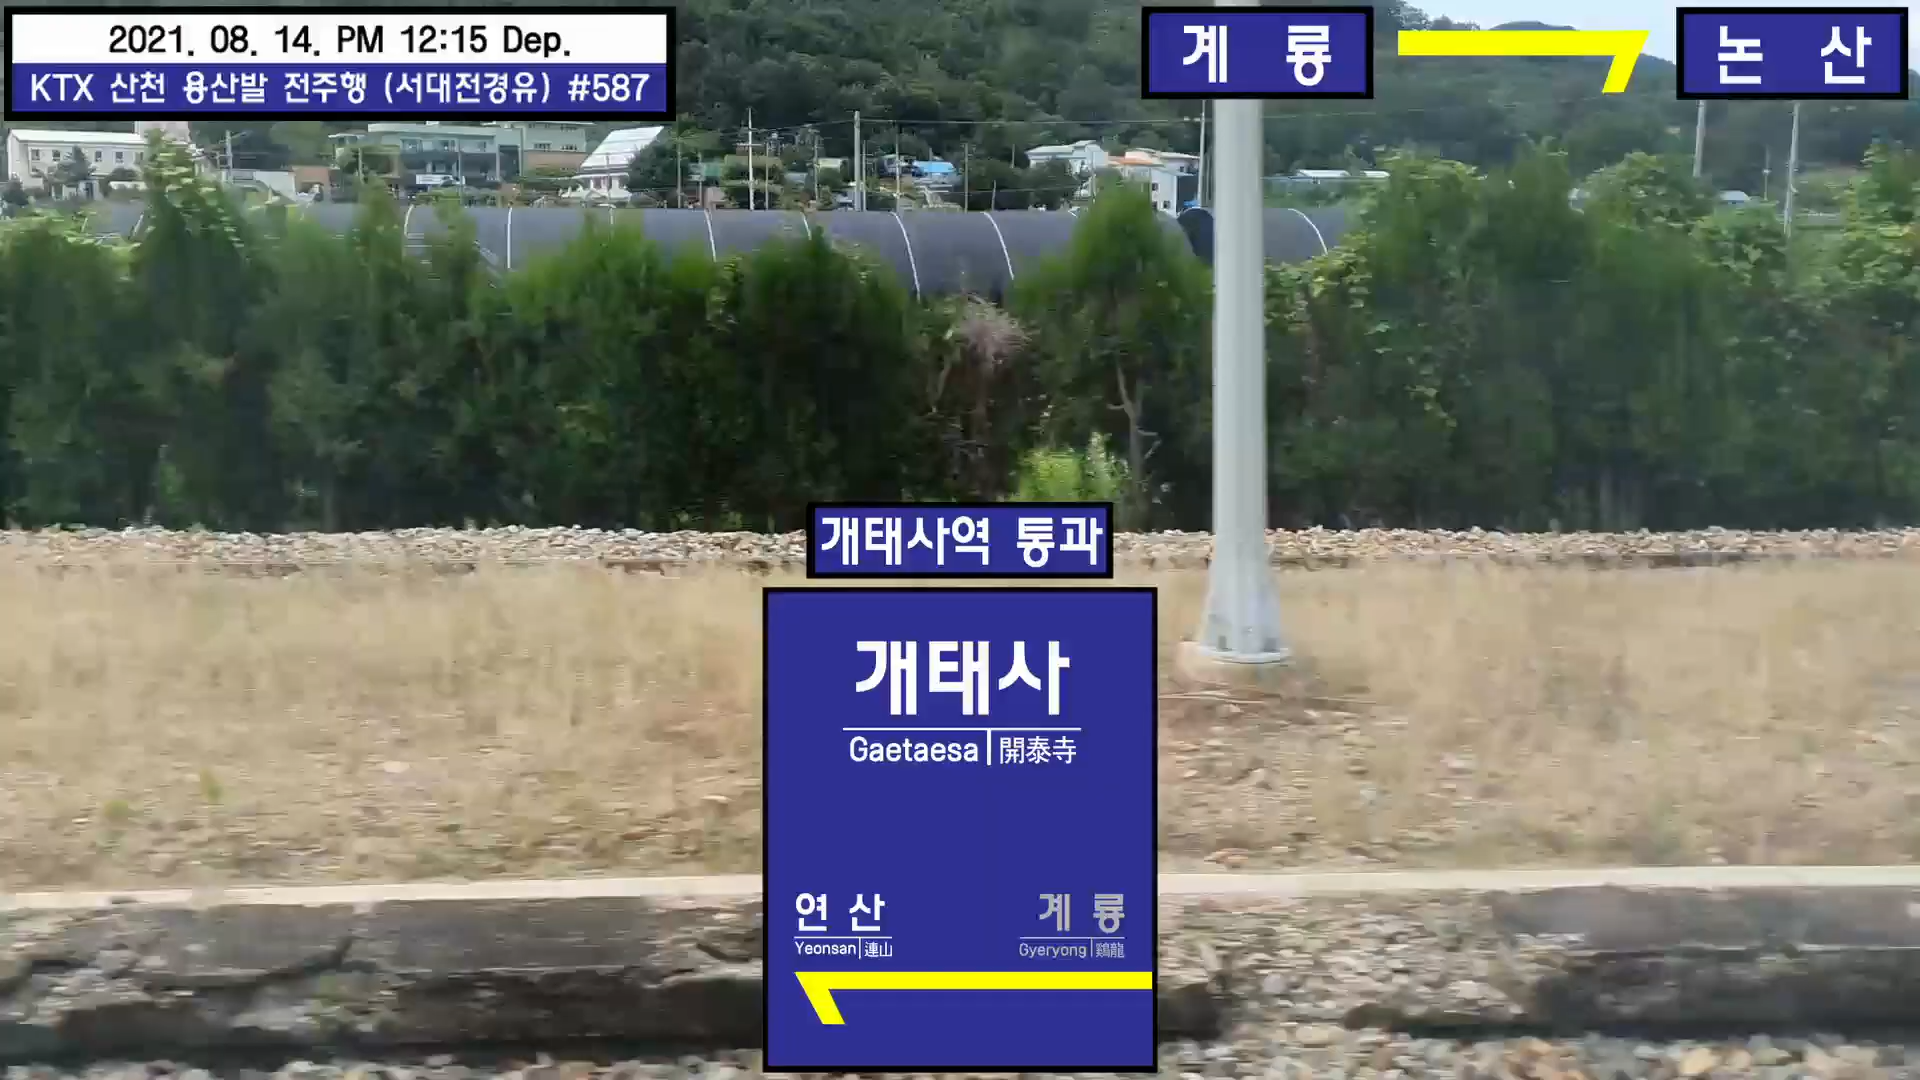 2021. 08. 14. PM 12:15 Dep.
KTX 산천 용산발 전주행 (서대전경유) #587
계 룡
논 산
개태사역 통과
개태사
Gaetaesa 開泰寺
연 산
Yeonsan 連山
계 룡
Gyeryong 鷄龍